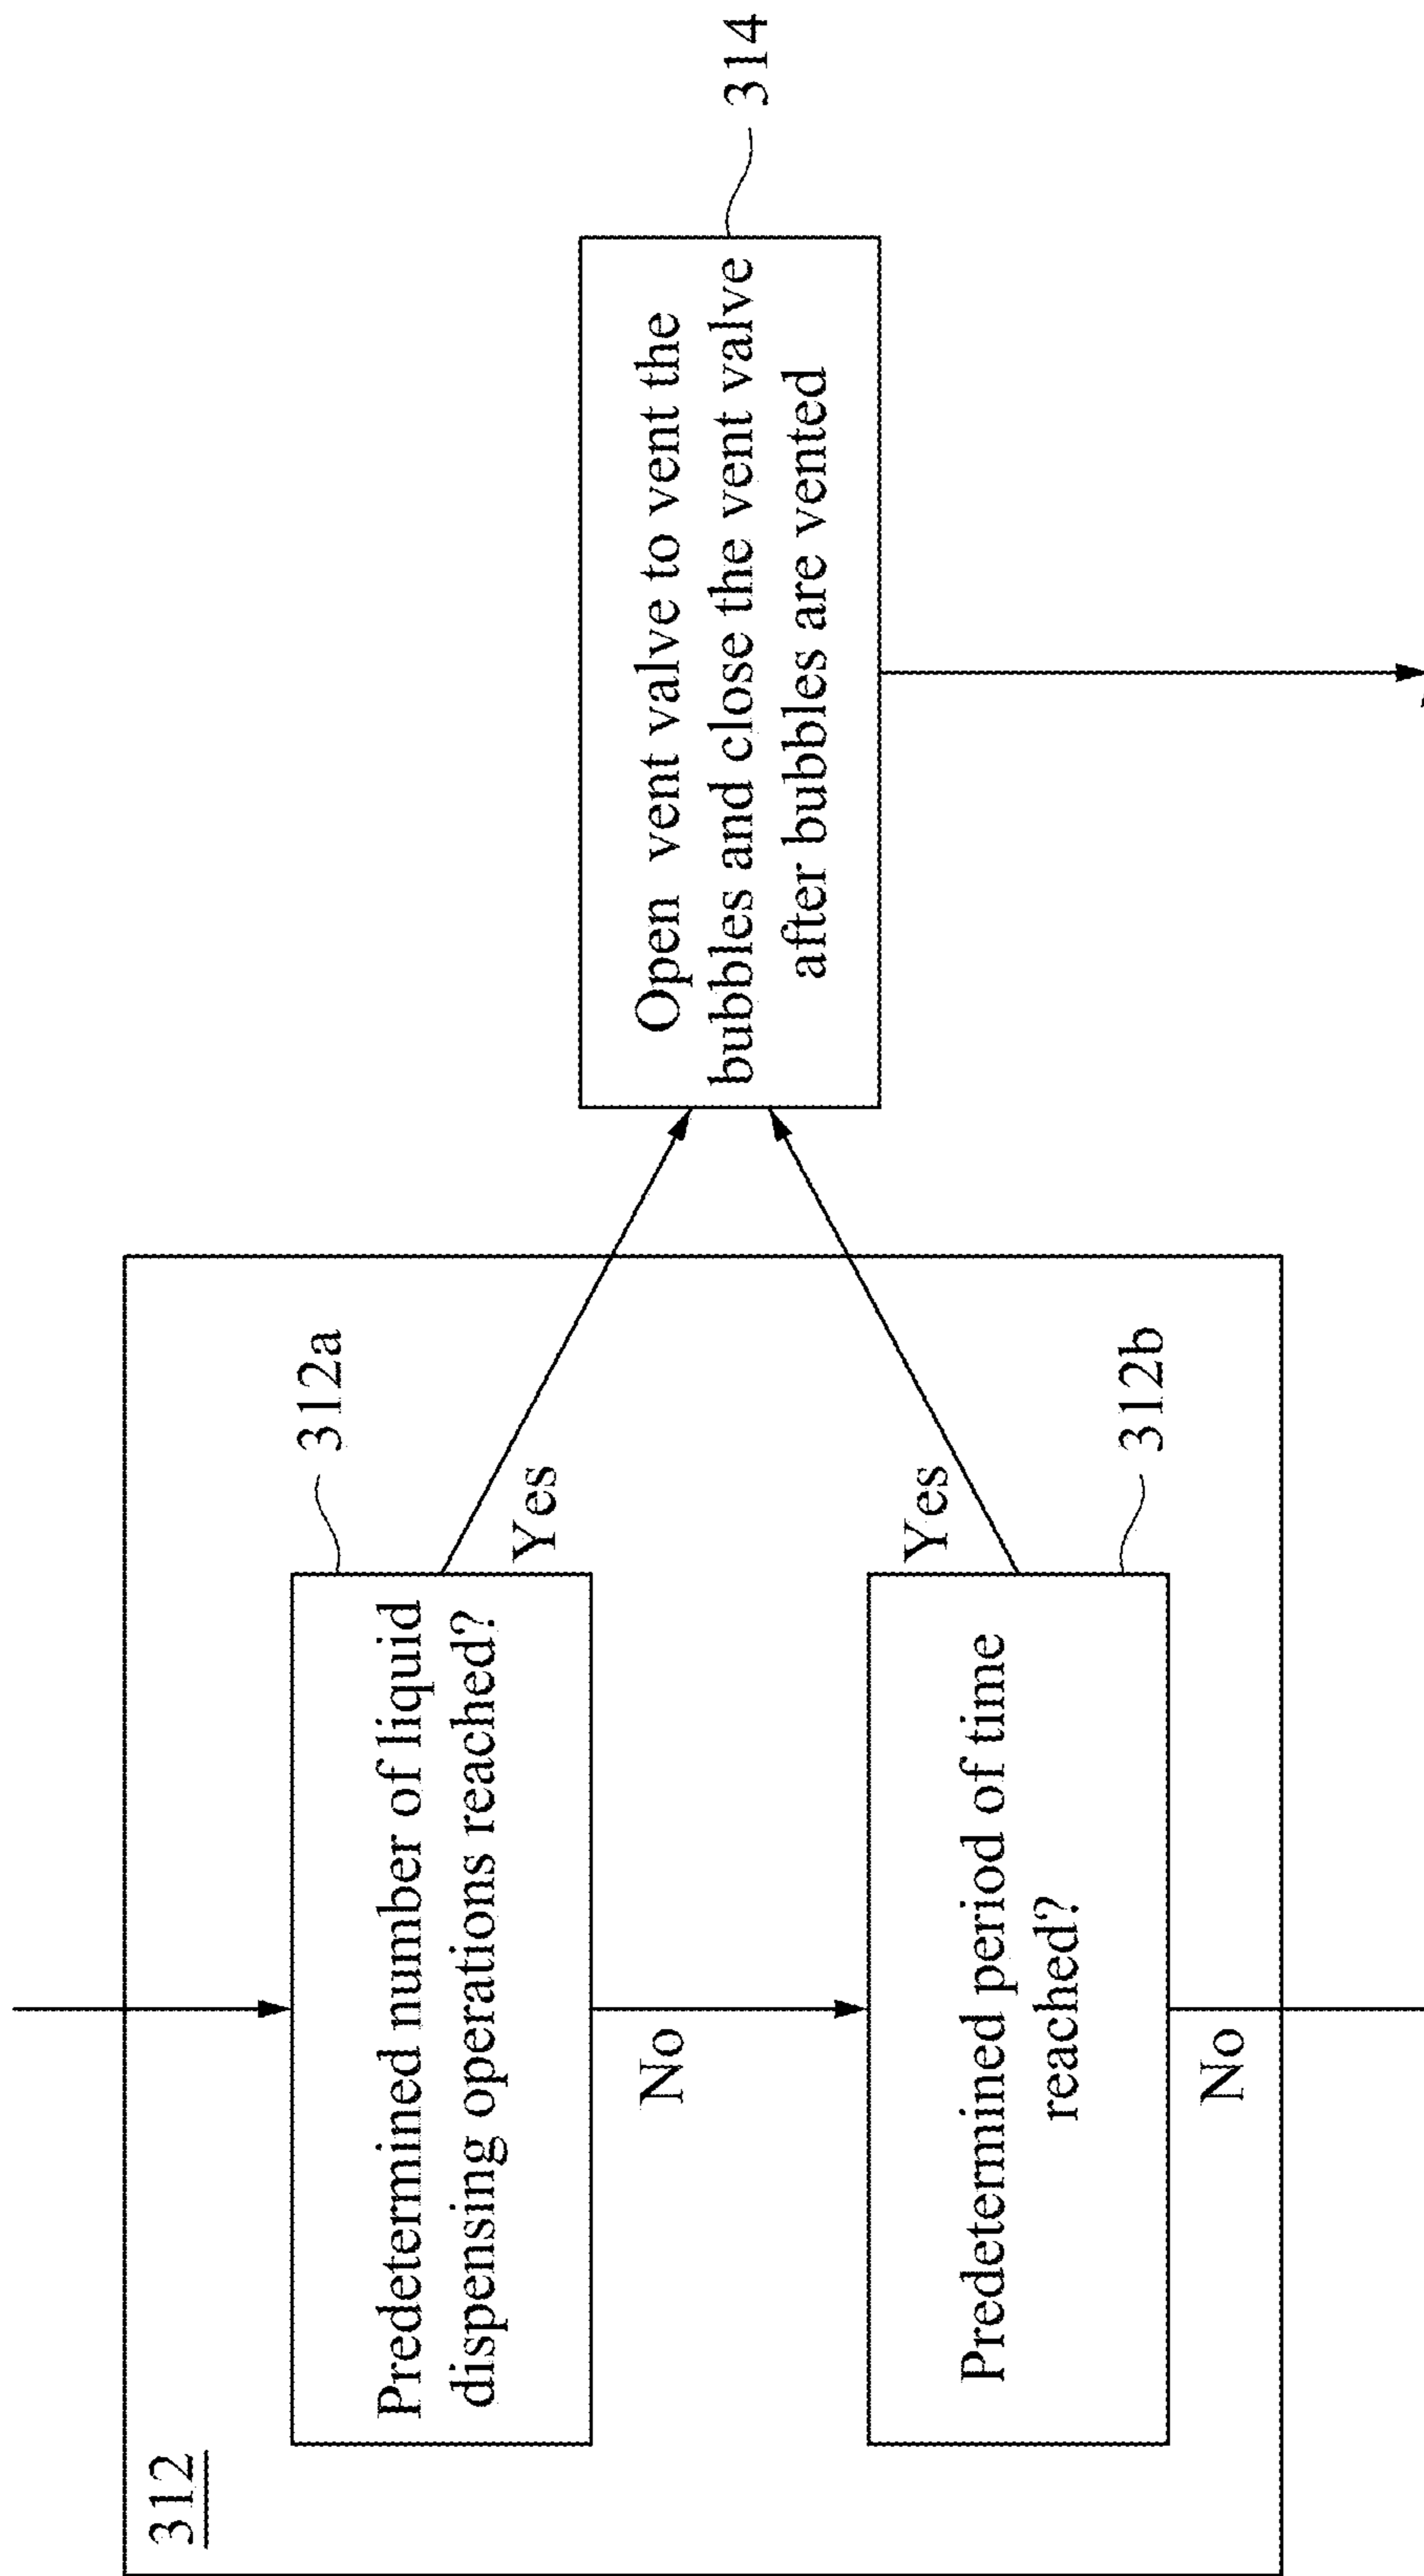 312
312a
Predetermined number of liquid
dispensing operations reached?
Yes
No
312b
Predetermined period of time
reached?
Yes
No
314
Open vent valve to vent the
bubbles and close the vent valve
after bubbles are vented